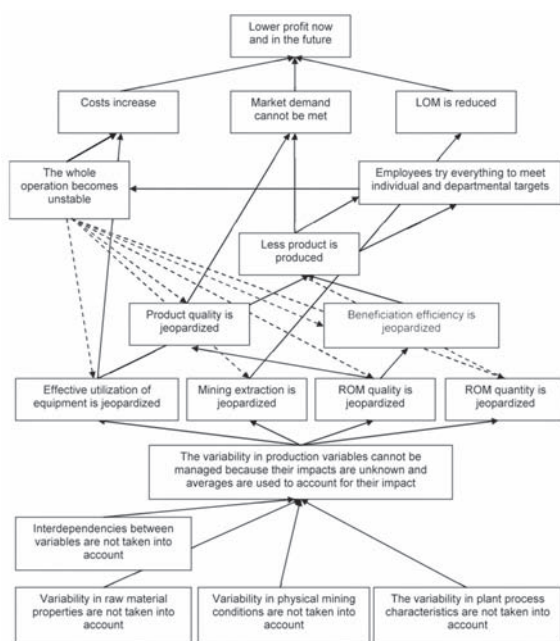 Lower profit now
and in the future
Costs increase
Market demand
cannot be met
LOM is reduced
The whole
operation becomes
unstable
Employees try everything to meet
individual and departmental targets
Less product is
produced
Product quality is
jeopardized
Beneficiation efficiency is
jeopardized
Effective utilization of
equipment is jeopardized
Mining extraction is
jeopardized
ROM quality is
jeopardized
ROM quantity is
jeopardized
The variability in production variables cannot be
managed because their impacts are unknown and
averages are used to account for their impact
Interdependencies between
variables are not taken into
account
Variability in raw material
properties are not taken into
account
Variability in physical mining
conditions are not taken into
account
The variability in plant process
characteristics are not taken into
account